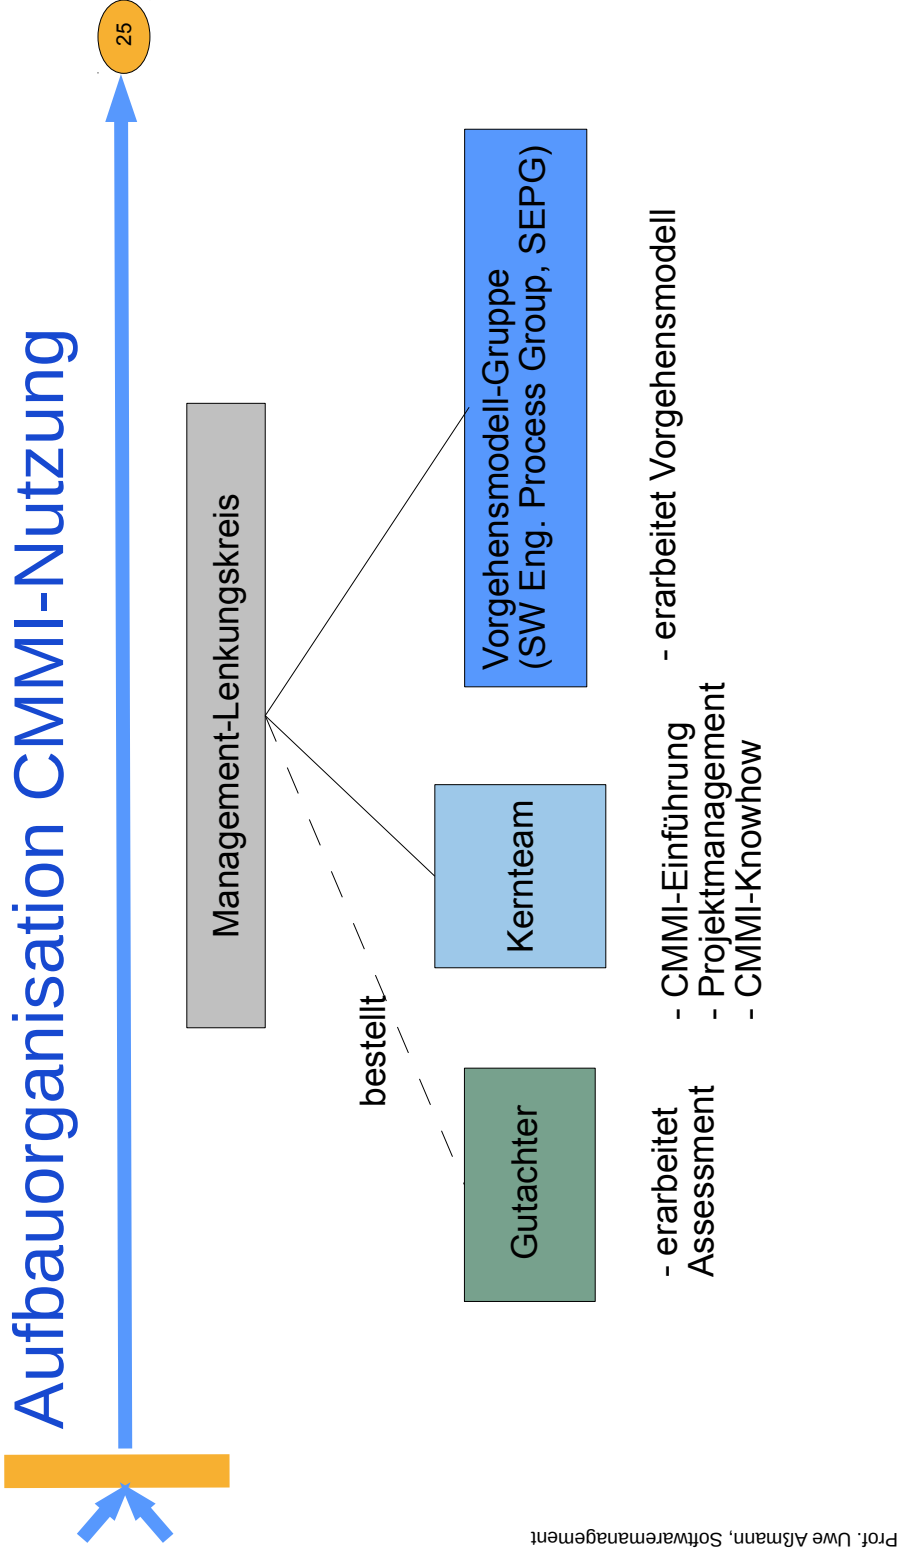 Aufbauorganisation CMMI-Nutzung
25
Management-Lenkungskreis
bestellt
Gutachter
Kernteam
Vorgehensmodell-Gruppe
(SW Eng. Process Group, SEPG)
- erarbeitet
Assessment
- CMMI-Einführung
- Projektmanagement
- CMMI-Knowhow
- erarbeitet Vorgehensmodell
Prof. Uwe Aßmann, Softwaremanagement